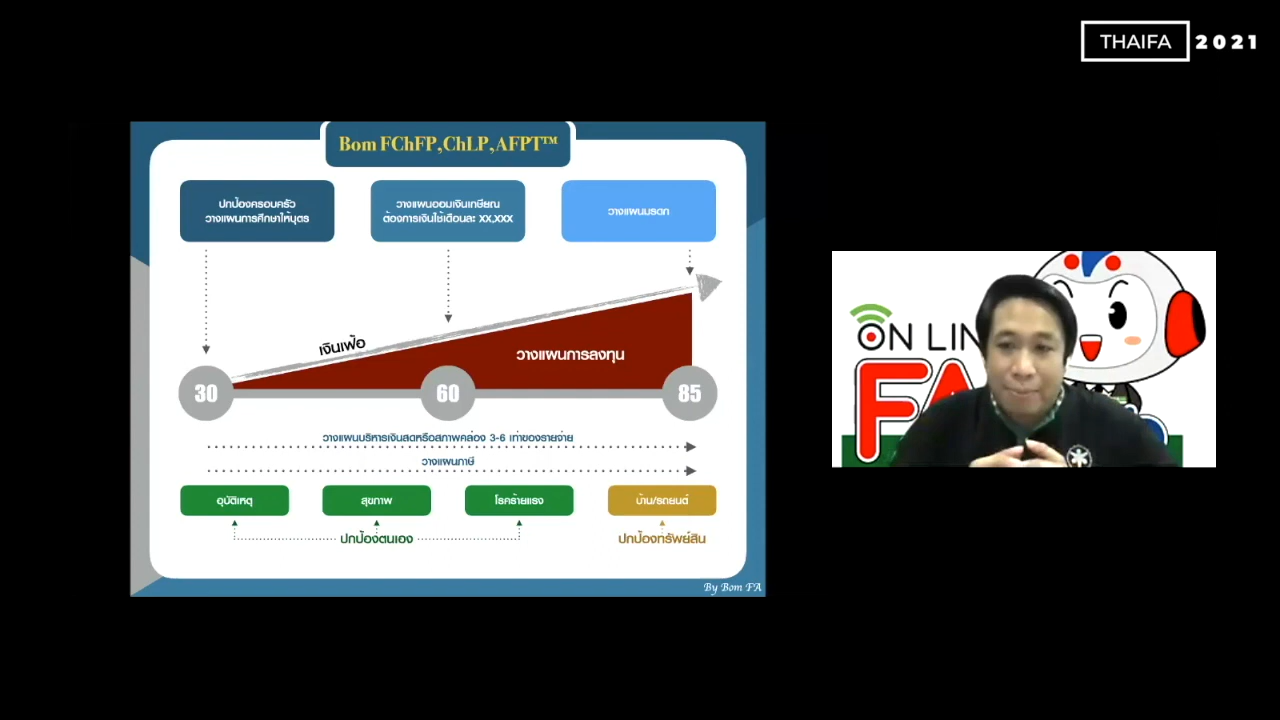 THAIFA 2021
Bom FChFP,ChLP,AFPT™
ปกป้องครอบครัว
วางแผนการศึกษาให้บุตร
วางแผนออมเงินเกษียณ
ต้องการเงินใช้เดือนละ XX,XXX
วางแผนมรดก
เงินเฟ้อ
วางแผนการลงทุน
30
60
85
วางแผนบริหารเงินสดหรือสภาพคล่อง 3-6 เท่าของรายจ่าย
วางแผนภาษี
อุบัติเหตุ
สุขภาพ
โรคร้ายแรง
บ้าน/รถยนต์
ปกป้องตนเอง
ปกป้องทรัพย์สิน
By Bom FA
ON LIN
FA